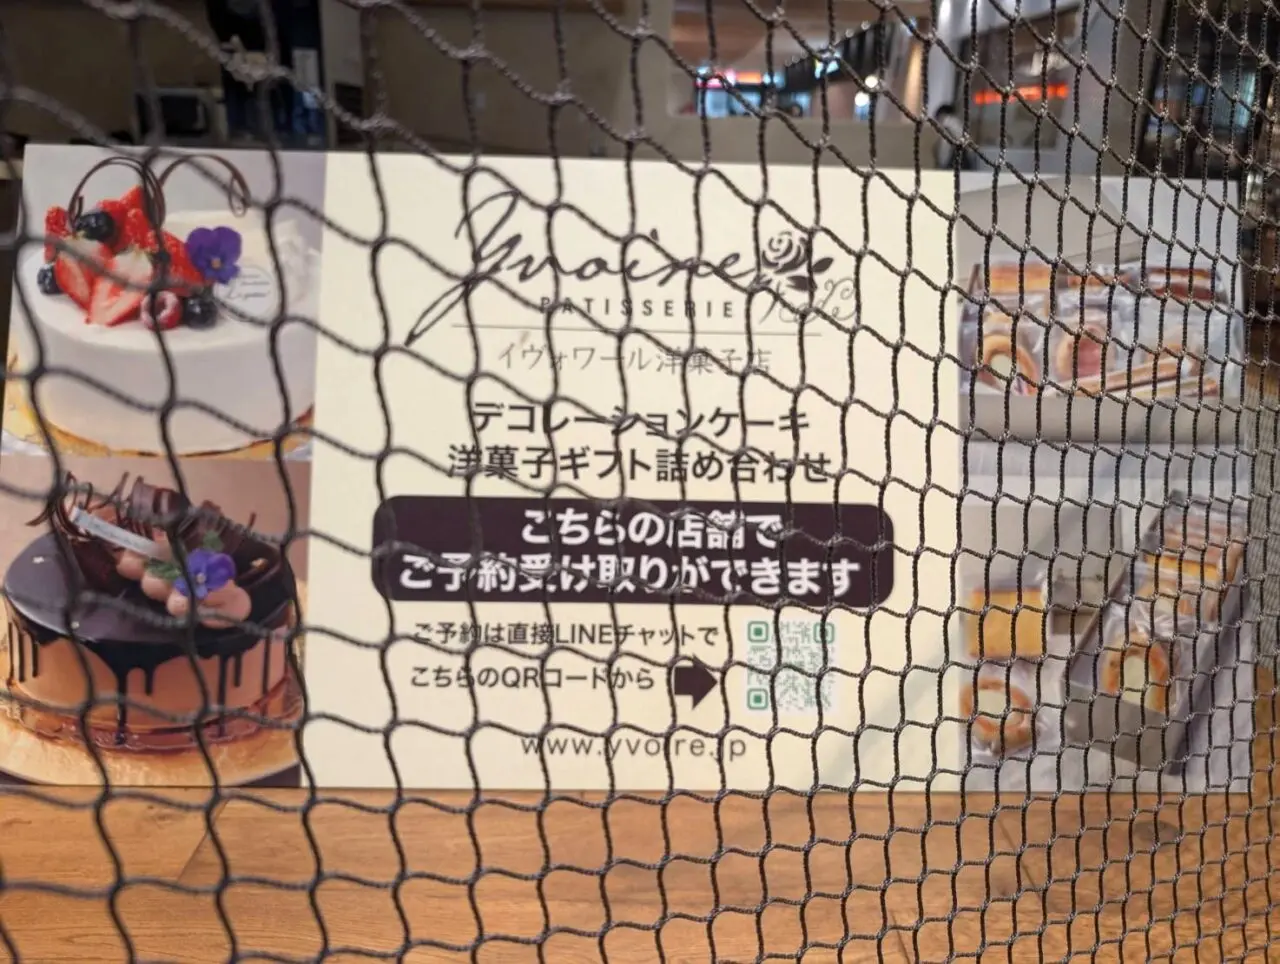 Yvoire
PATISSERIE
イヴォワール洋菓子店
デコレーションケーキ
洋菓子ギフト詰め合わせ
こちらの店舗で
ご予約受け取りができます
ご予約は直接LINEチャットで
こちらのQRコードから
www.yvoire.jp